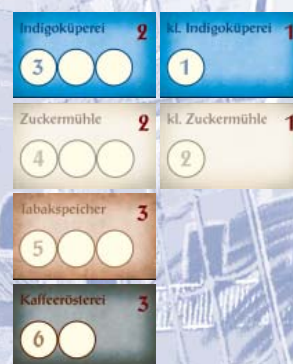 Indigoküperei 2
3
kl. Indigoküperei 1
1
Zuckermühle 2
4
kl. Zuckermühle 1
2
Tabakspeicher 3
5
Kaffeerösterei 3
6